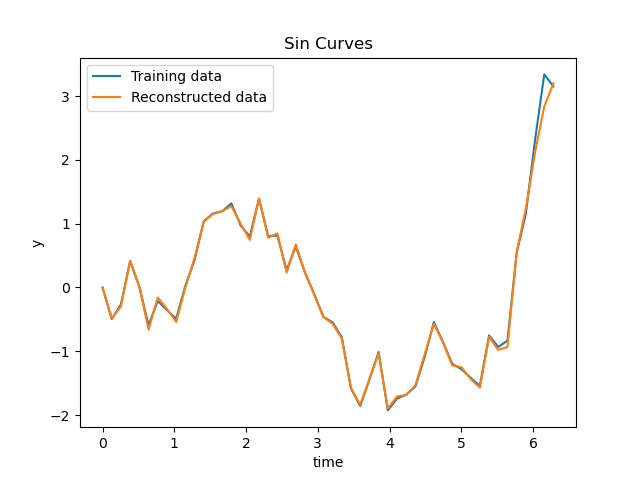 Sin Curves
Training data
Reconstructed data
y
3
2
1
0
−1
−2
0 1 2 3 4 5 6
time